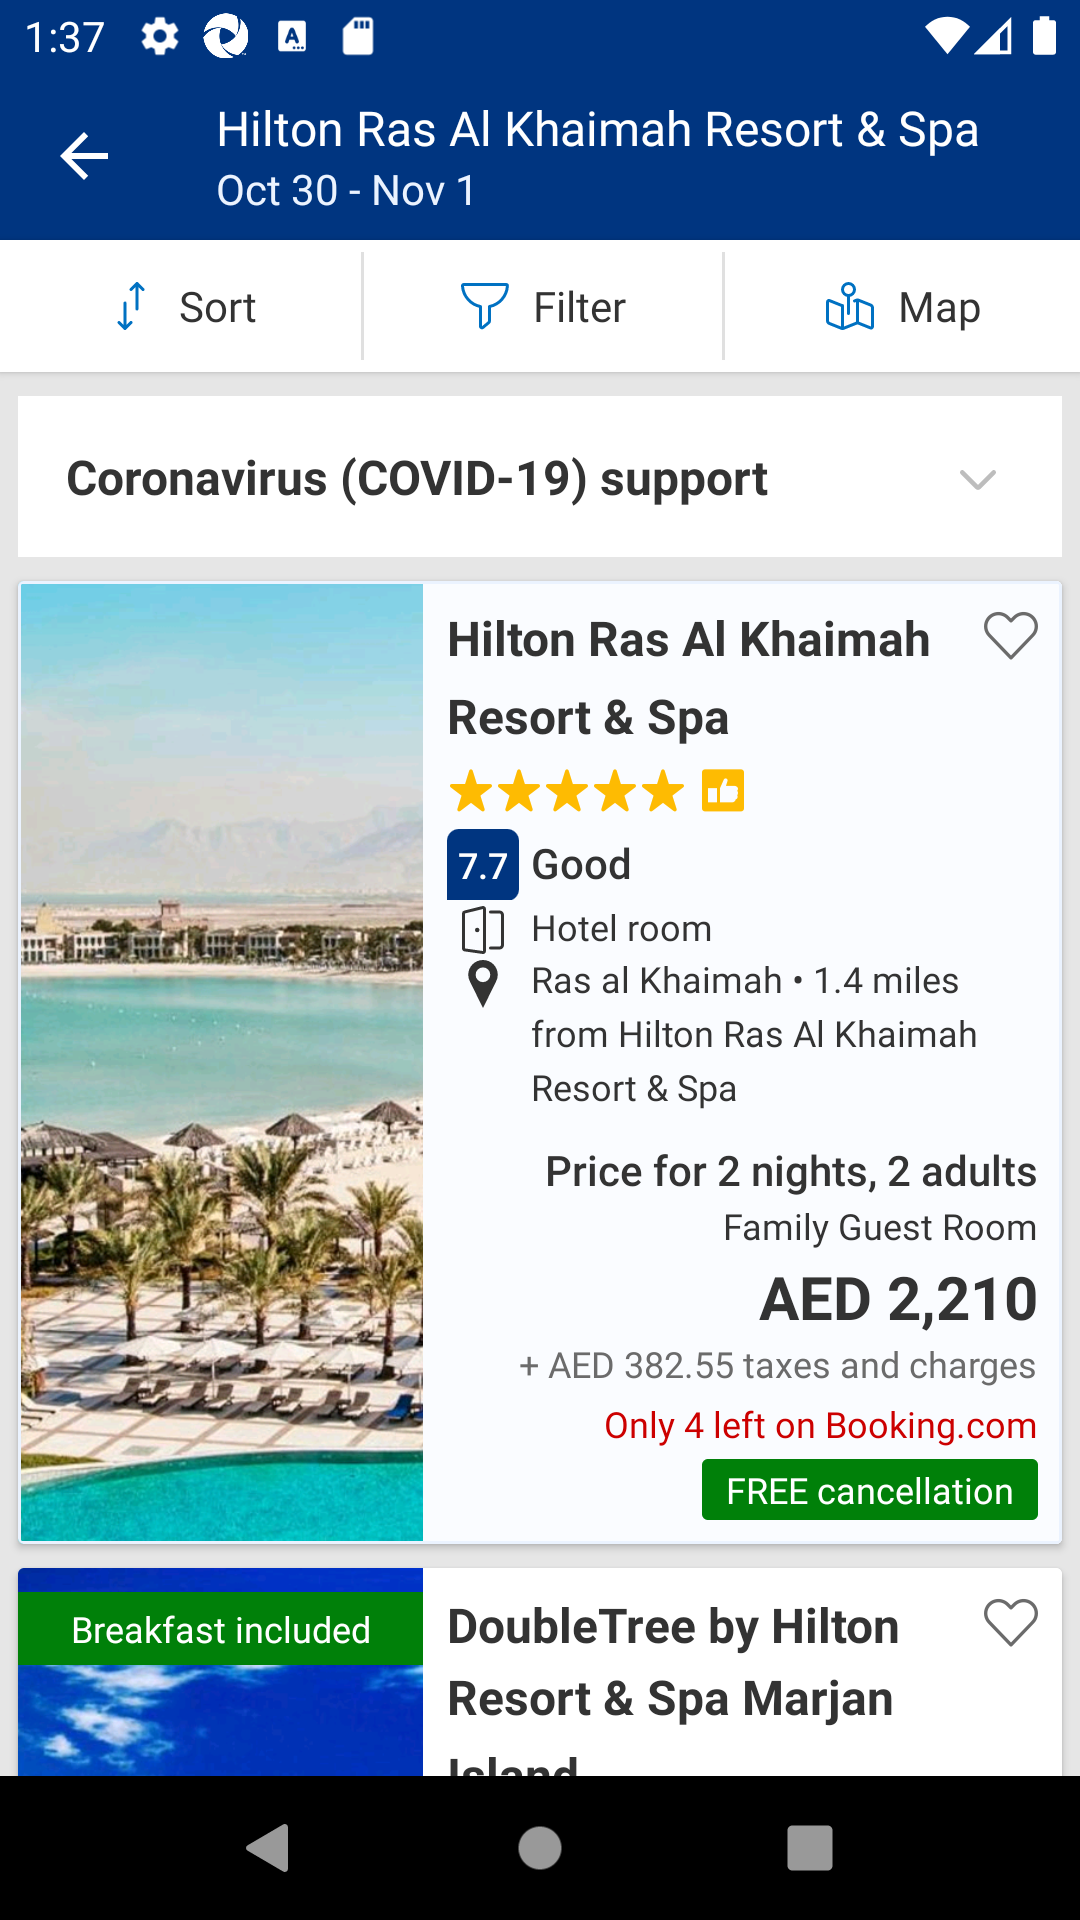 1:37
Hilton Ras Al Khaimah Resort & Spa
Oct 30 - Nov 1
Sort
Filter
Map
Coronavirus (COVID-19) support
Hilton Ras Al Khaimah
Resort & Spa
7.7 Good
Hotel room
Ras al Khaimah • 1.4 miles
from Hilton Ras Al Khaimah
Resort & Spa
Price for 2 nights, 2 adults
Family Guest Room
AED 2,210
+ AED 382.55 taxes and charges
Only 4 left on Booking.com
FREE cancellation
Breakfast included
DoubleTree by Hilton
Resort & Spa Marjan
Island